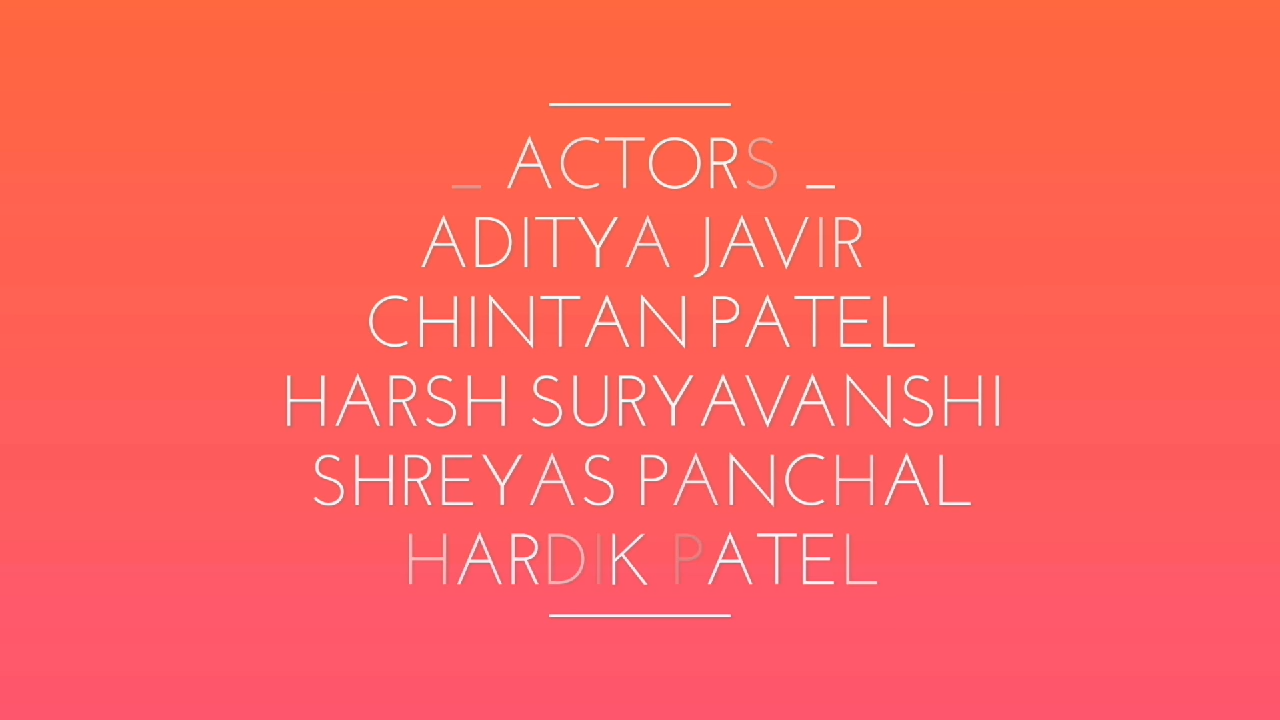 _ ACTORS _
ADITYA JAVIR
CHINTAN PATEL
HARSH SURYAVANSHI
SHREYAS PANCHAL
HARDIK PATEL